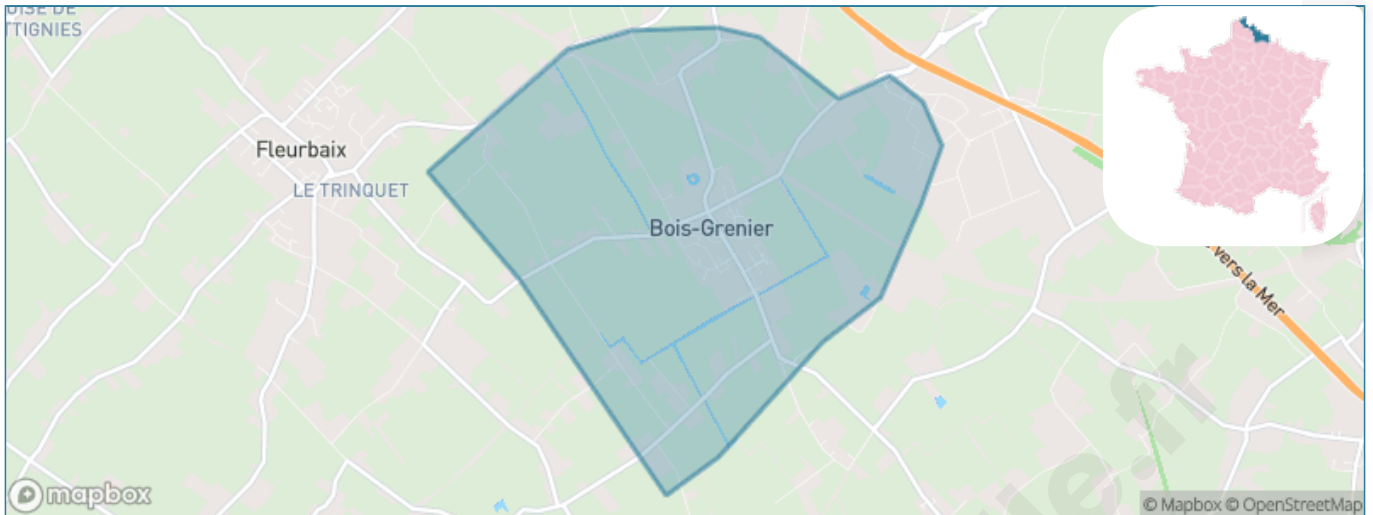 TTIGNIES
Fleurbaix
LE TRINQUET
Bois-Grenier
vers la Mer
mapbox
© Mapbox © OpenStreetMap